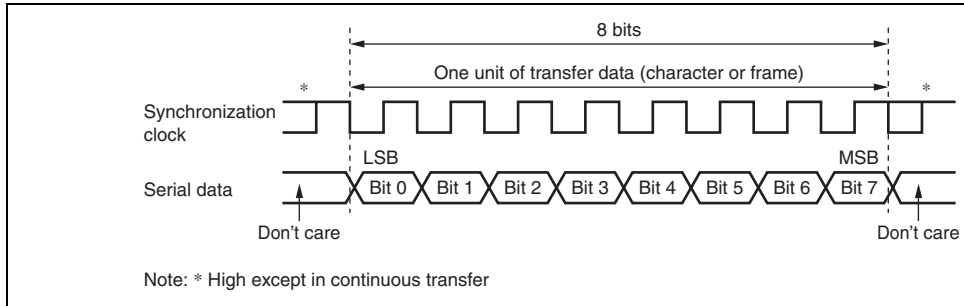 8 bits
One unit of transfer data (character or frame)
* *
Synchronization
clock
LSB MSB
Serial data
Bit 0 Bit 1 Bit 2 Bit 3 Bit 4 Bit 5 Bit 6 Bit 7
Don't care Don't care
Note: * High except in continuous transfer